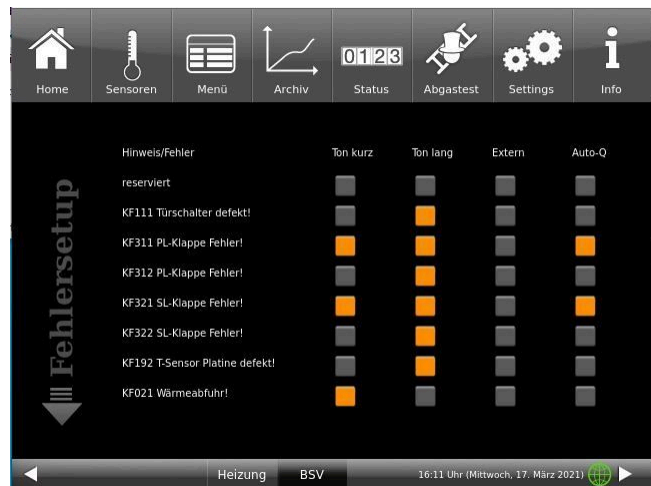 0123
Home Sensoren Menü Archiv Status Abgastest Settings Info
Hinweis/Fehler Ton kurz Ton lang Extern Auto-Q
reserviert
KF111 Türschalter defekt!
KF311 PL-Klappe Fehler!
KF312 PL-Klappe Fehler!
KF321 SL-Klappe Fehler!
KF322 SL-Klappe Fehler!
KF192 T-Sensor Platine defekt!
KF021 Wärmeabfuhr!
Fehlersetup
Heizung BSV 16:11 Uhr (Mittwoch, 17. März 2021)